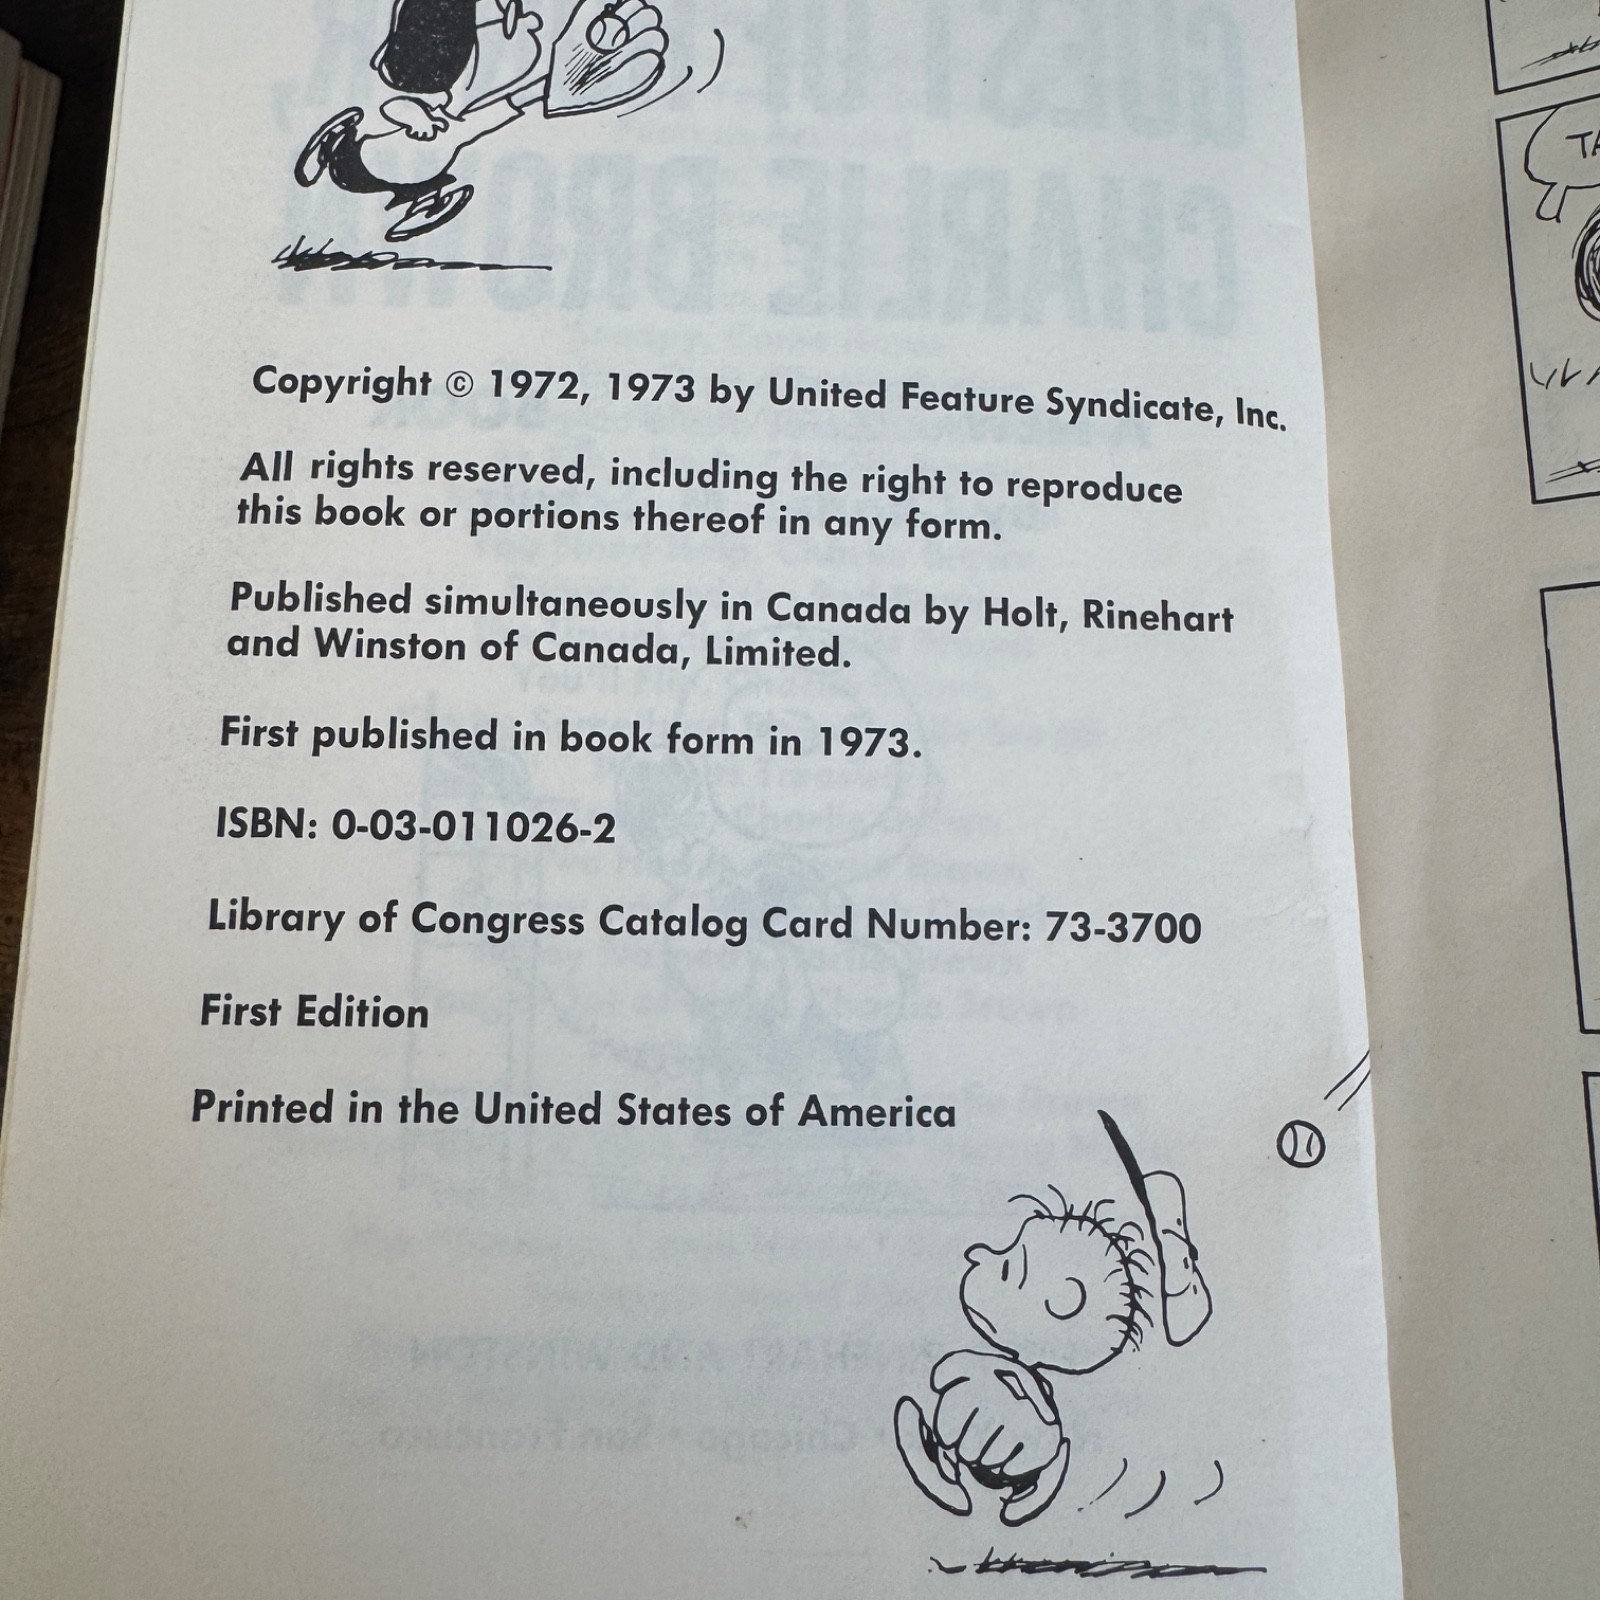 Copyright © 1972, 1973 by United Feature Syndicate, Inc.
All rights reserved, including the right to reproduce
this book or portions thereof in any form.
Published simultaneously in Canada by Holt, Rinehart
and Winston of Canada, Limited.
First published in book form in 1973.
ISBN: 0-03-011026-2
Library of Congress Catalog Card Number: 73-3700
First Edition
Printed in the United States of America